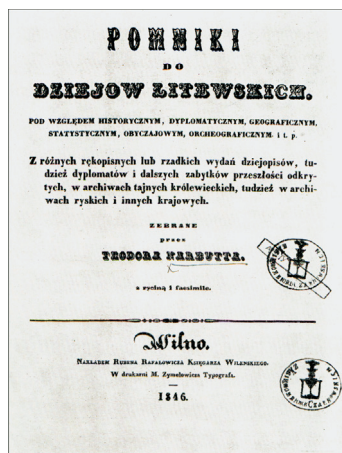 POMNIKI
DO
DZIEJOW LITEWSKICH.
POD WZGLĘDEM HISTORYCZNYM, DYPLOMATYCZNYM, GEOGRAFICZNYM,
STATYSTYCZNYM, OBYCZAJOWYM, ORCHEOGRAFICZNYM. i t. p.
Z różnych rękopisnych lub rzadkich wydań dziejopisów, tu-
dzież dyplomatów i dalszych zabytków przeszłości odkry-
tych, w archiwach tajnych królewieckich, tudzież w archi-
wach ryskich i innych krajowych.
ZEBRANE
przez
TEODORA NARBUTTA.
z ryciną i facsimile.
Wilno.
NAKŁADEM RUBENA RAFAŁOWICZA KSIĘGARZA WILENSKIEGO.
W drukarni M. Zymelowicza Typografa.
1846.